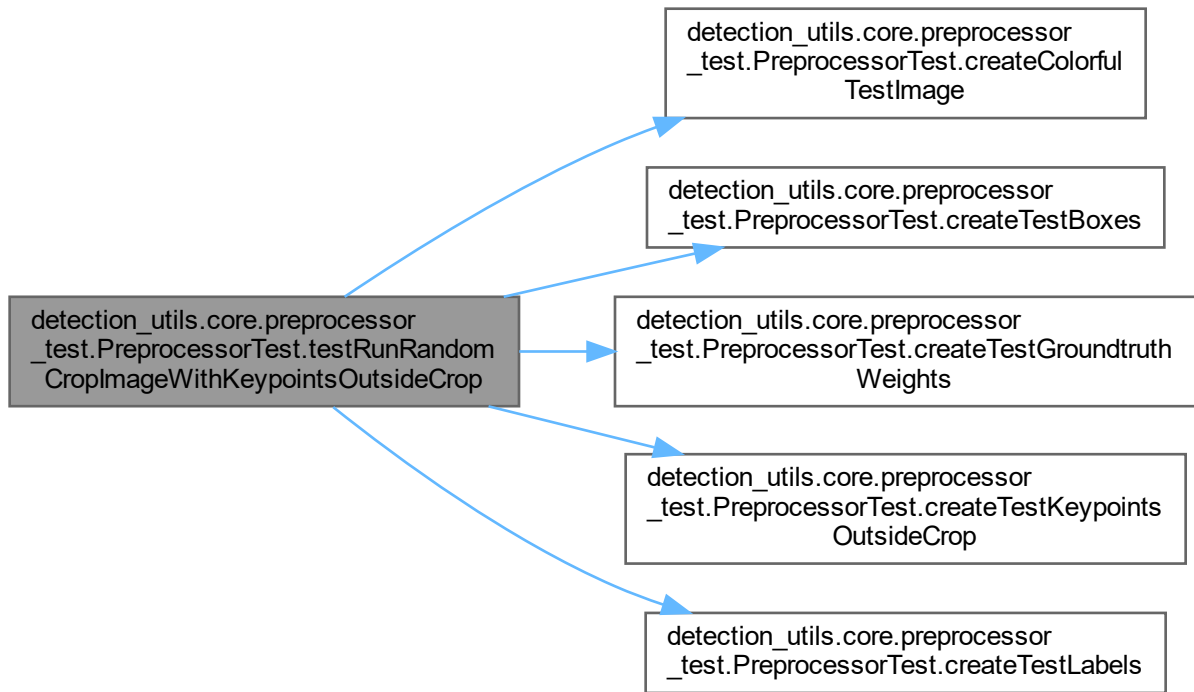 detection_utils.core.preprocessor
_test.PreprocessorTest.testRunRandom
CropImageWithKeypointsOutsideCrop
detection_utils.core.preprocessor
_test.PreprocessorTest.createColorful
TestImage
detection_utils.core.preprocessor
_test.PreprocessorTest.createTestBoxes
detection_utils.core.preprocessor
_test.PreprocessorTest.createTestGroundtruth
Weights
detection_utils.core.preprocessor
_test.PreprocessorTest.createTestKeypoints
OutsideCrop
detection_utils.core.preprocessor
_test.PreprocessorTest.createTestLabels